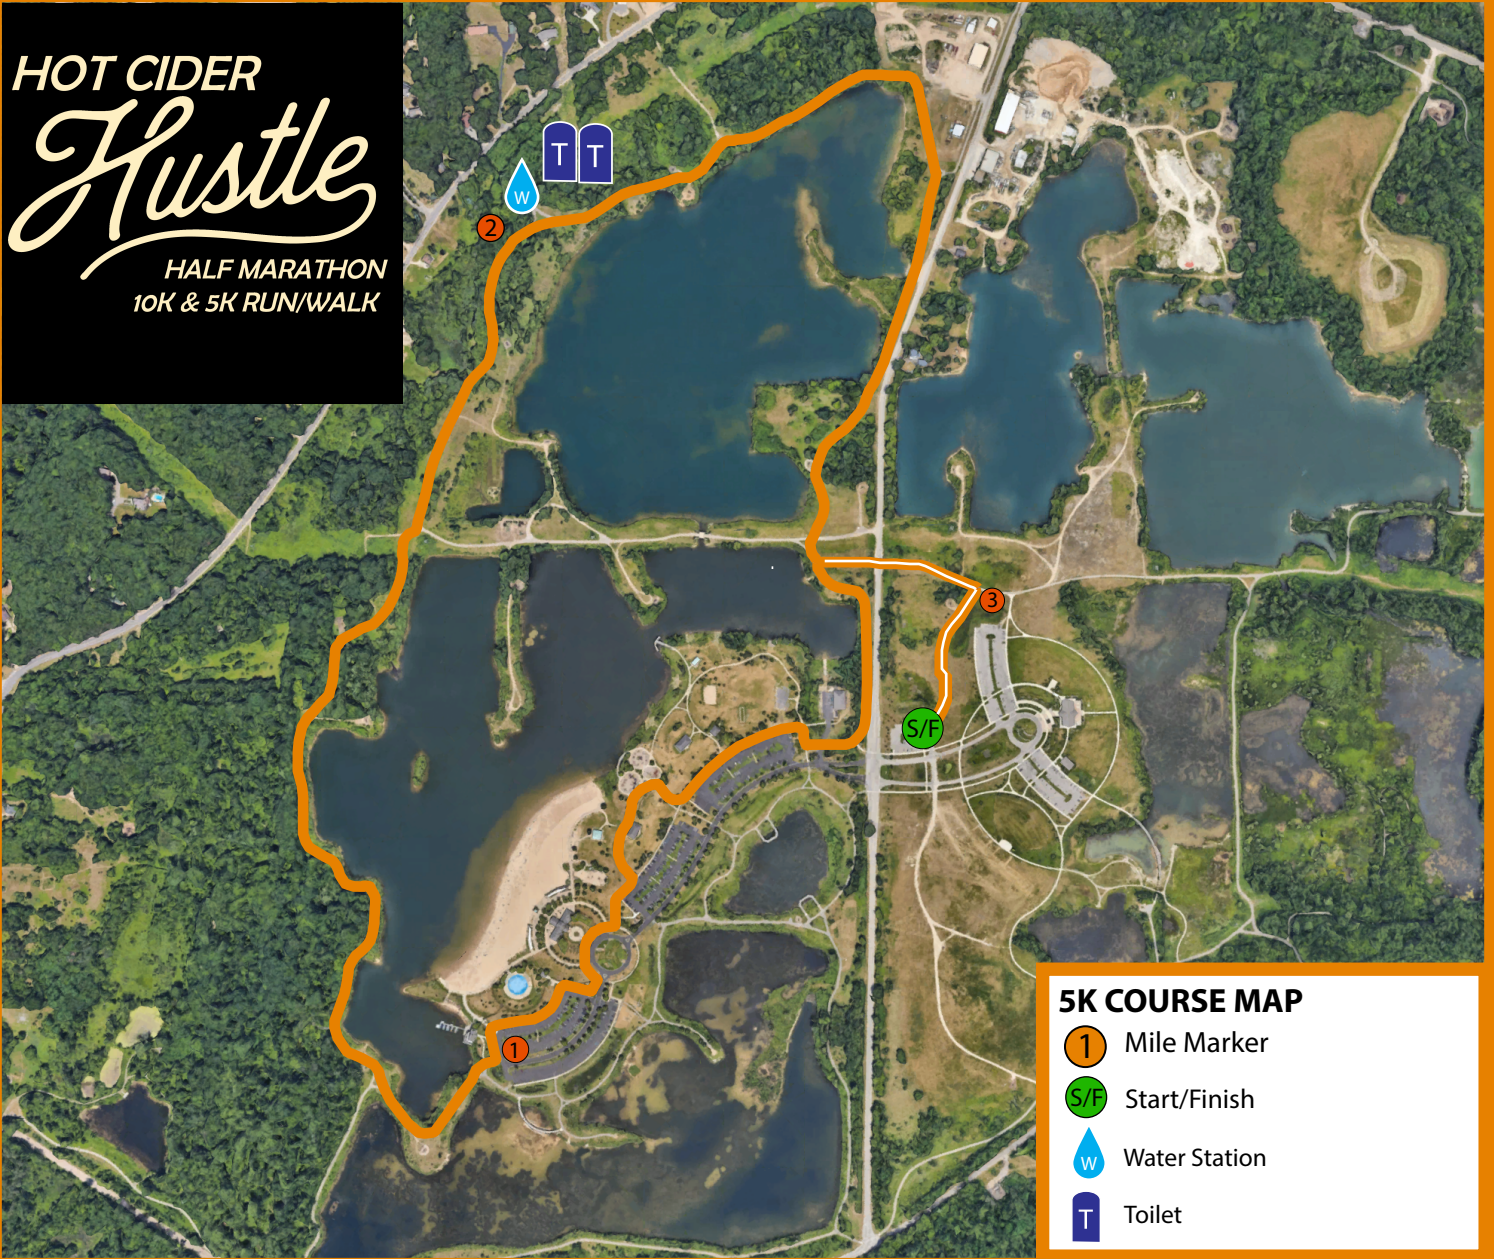 HOT CIDER
Hustle
HALF MARATHON
10K & 5K RUN/WALK
T T
W
2
3
S/F
1
5K COURSE MAP
1 Mile Marker
S/F Start/Finish
W Water Station
T Toilet